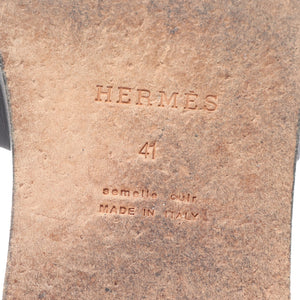 HERMÈS
41
semelle cuir
MADE IN ITALY